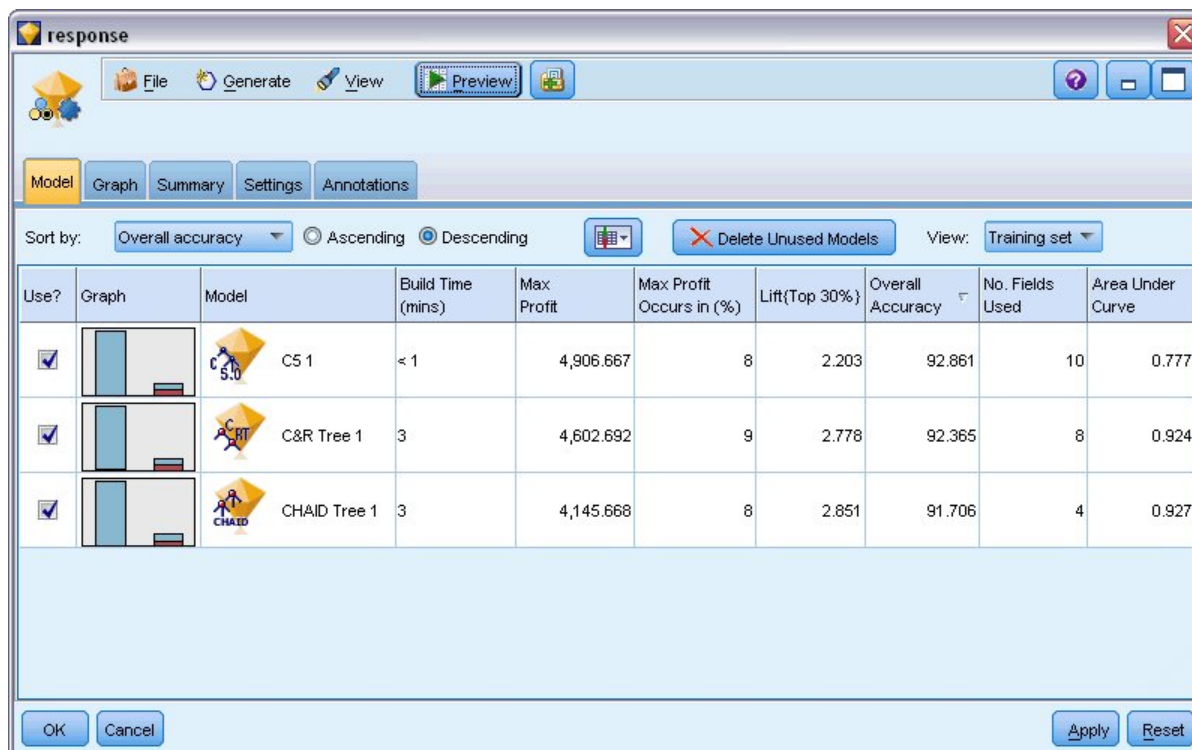 response
File Generate View Preview
Model Graph Summary Settings Annotations
Sort by: Overall accuracy Ascending Descending Delete Unused Models View: Training set
Use? Graph Model Build Time (mins) Max Profit Max Profit Occurs in (%) Lift{Top 30%} Overall Accuracy No. Fields Used Area Under Curve
C 5.0 C5 1 < 1 4,906.667 8 2.203 92.861 10 0.777
C RT C&R Tree 1 3 4,602.692 9 2.778 92.365 8 0.924
CHAID CHAID Tree 1 3 4,145.668 8 2.851 91.706 4 0.927
OK Cancel Apply Reset